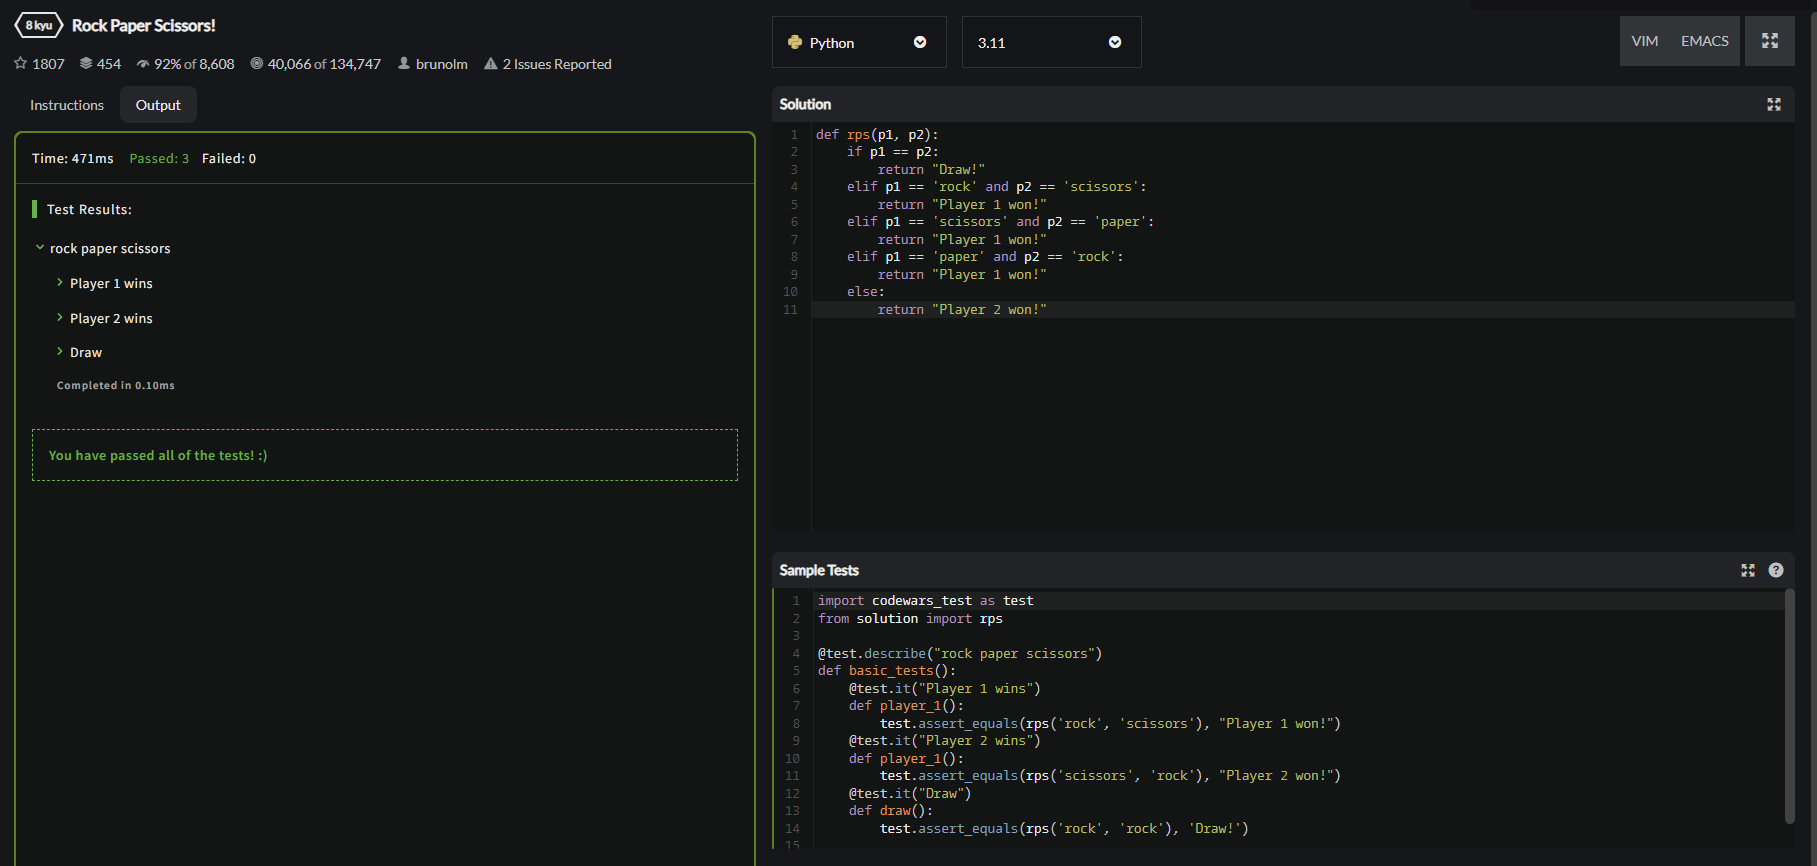 8 kyu Rock Paper Scissors!
1807 454 92% of 8,608 40,066 of 134,747 brunolm 2 Issues Reported
Instructions Output
Time: 471ms Passed: 3 Failed: 0
Test Results:
rock paper scissors
Player 1 wins
Player 2 wins
Draw
Completed in 0.10ms
You have passed all of the tests! :)
Python 3.11 VIM EMACS
Solution
1 def rps(p1, p2):
2     if p1 == p2:
3         return "Draw!"
4     elif p1 == 'rock' and p2 == 'scissors':
5         return "Player 1 won!"
6     elif p1 == 'scissors' and p2 == 'paper':
7         return "Player 1 won!"
8     elif p1 == 'paper' and p2 == 'rock':
9         return "Player 1 won!"
10     else:
11         return "Player 2 won!"
Sample Tests ?
1 import codewars_test as test
2 from solution import rps
3
4 @test.describe("rock paper scissors")
5 def basic_tests():
6     @test.it("Player 1 wins")
7     def player_1():
8         test.assert_equals(rps('rock', 'scissors'), "Player 1 won!")
9     @test.it("Player 2 wins")
10     def player_1():
11         test.assert_equals(rps('scissors', 'rock'), "Player 2 won!")
12     @test.it("Draw")
13     def draw():
14         test.assert_equals(rps('rock', 'rock'), 'Draw!')
15